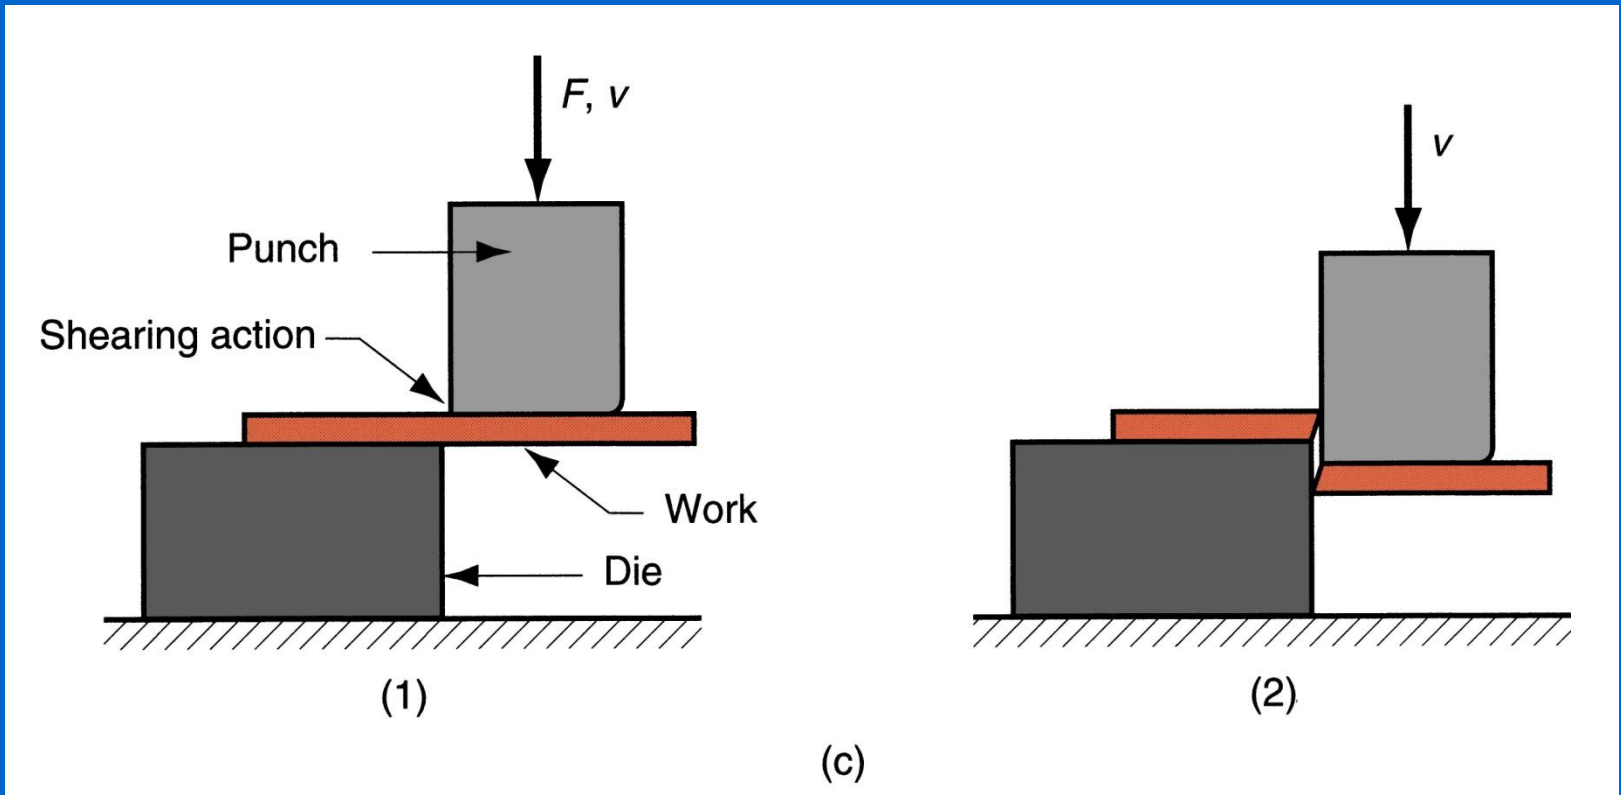 F, v
v
Punch
Shearing action
Work
Die
(1)
(2)
(c)